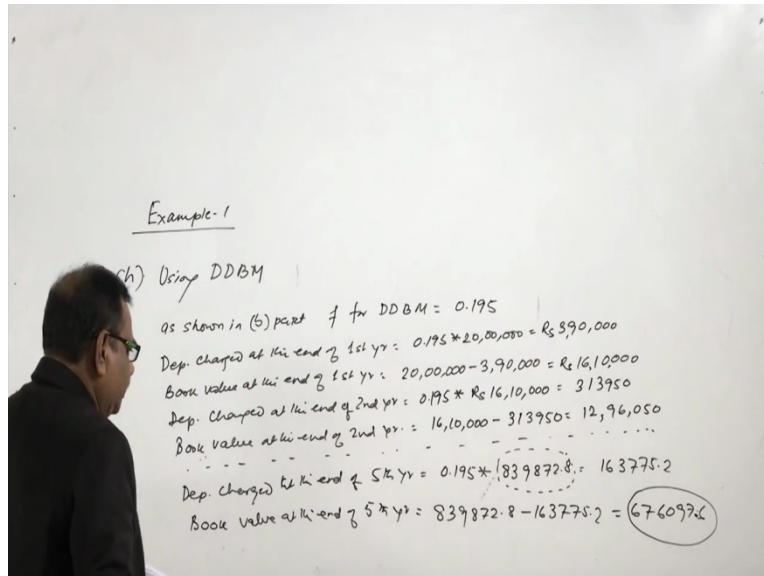 Example-1
h) Using DDBM
as shown in (b) part f for DDBM = 0.195
Dep. charged at the end of 1st yr = 0.195*20,00,000 = Rs 3,90,000
Book value at the end of 1st yr = 20,00,000-3,90,000 = Rs 16,10,000
Dep. Charged at the end of 2nd yr = 0.195* Rs 16,10,000 = 313950
Book value at the end of 2nd yr. = 16,10,000-313950 = 12,96,050
Dep. charged at the end of 5th yr = 0.195*839872.8 = 163775.2
Book value at the end of 5th yr = 839872.8-163775.2 = 676097.6